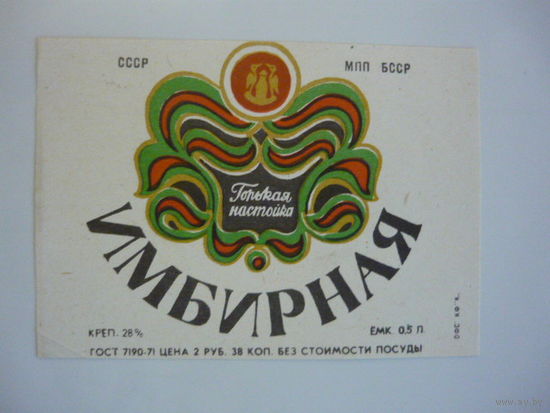 СССР
МПП БССР
Горькая
настойка
ИМБИРНАЯ
КРЕП. 28%
ЁМК. 0,5 Л
ГОСТ 7190-71 ЦЕНА 2 РУБ. 38 КОП. БЕЗ СТОИМОСТИ ПОСУДЫ